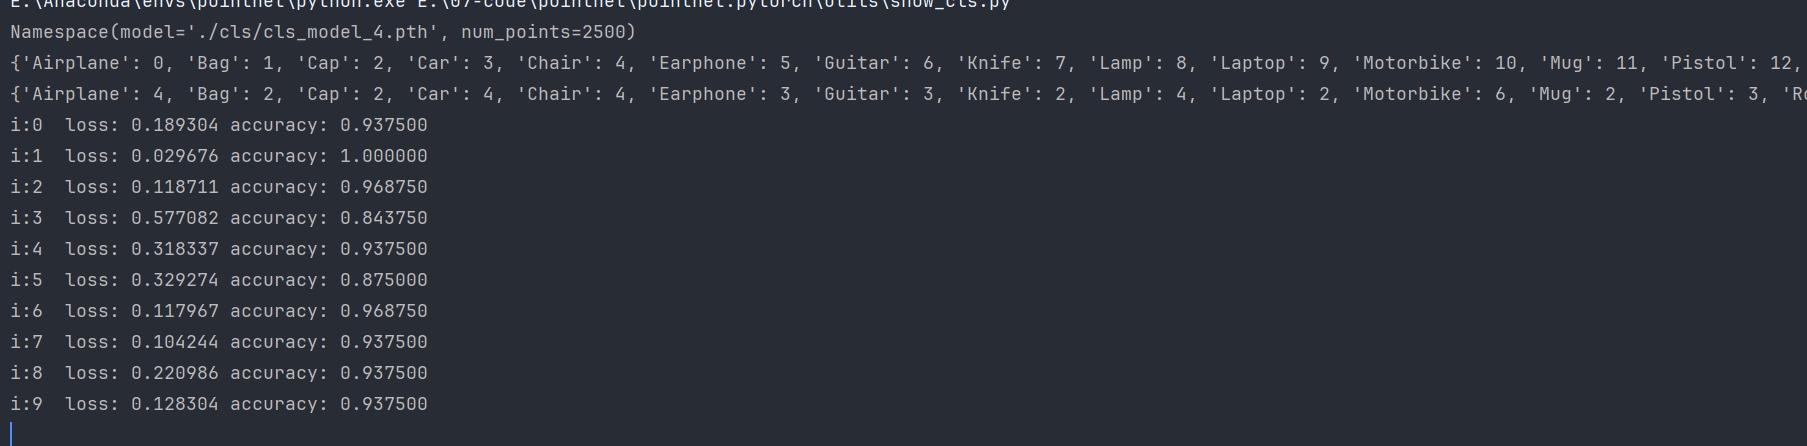 E:\Anaconda\envs\pointnet\python.exe E:\07-code\pointnet\pointnet.pytorch\utils\show_cls.py
Namespace(model='./cls/cls_model_4.pth', num_points=2500)
{'Airplane': 0, 'Bag': 1, 'Cap': 2, 'Car': 3, 'Chair': 4, 'Earphone': 5, 'Guitar': 6, 'Knife': 7, 'Lamp': 8, 'Laptop': 9, 'Motorbike': 10, 'Mug': 11, 'Pistol': 12,
{'Airplane': 4, 'Bag': 2, 'Cap': 2, 'Car': 4, 'Chair': 4, 'Earphone': 3, 'Guitar': 3, 'Knife': 2, 'Lamp': 4, 'Laptop': 2, 'Motorbike': 6, 'Mug': 2, 'Pistol': 3, 'Ro
i:0  loss: 0.189304 accuracy: 0.937500
i:1  loss: 0.029676 accuracy: 1.000000
i:2  loss: 0.118711 accuracy: 0.968750
i:3  loss: 0.577082 accuracy: 0.843750
i:4  loss: 0.318337 accuracy: 0.937500
i:5  loss: 0.329274 accuracy: 0.875000
i:6  loss: 0.117967 accuracy: 0.968750
i:7  loss: 0.104244 accuracy: 0.937500
i:8  loss: 0.220986 accuracy: 0.937500
i:9  loss: 0.128304 accuracy: 0.937500